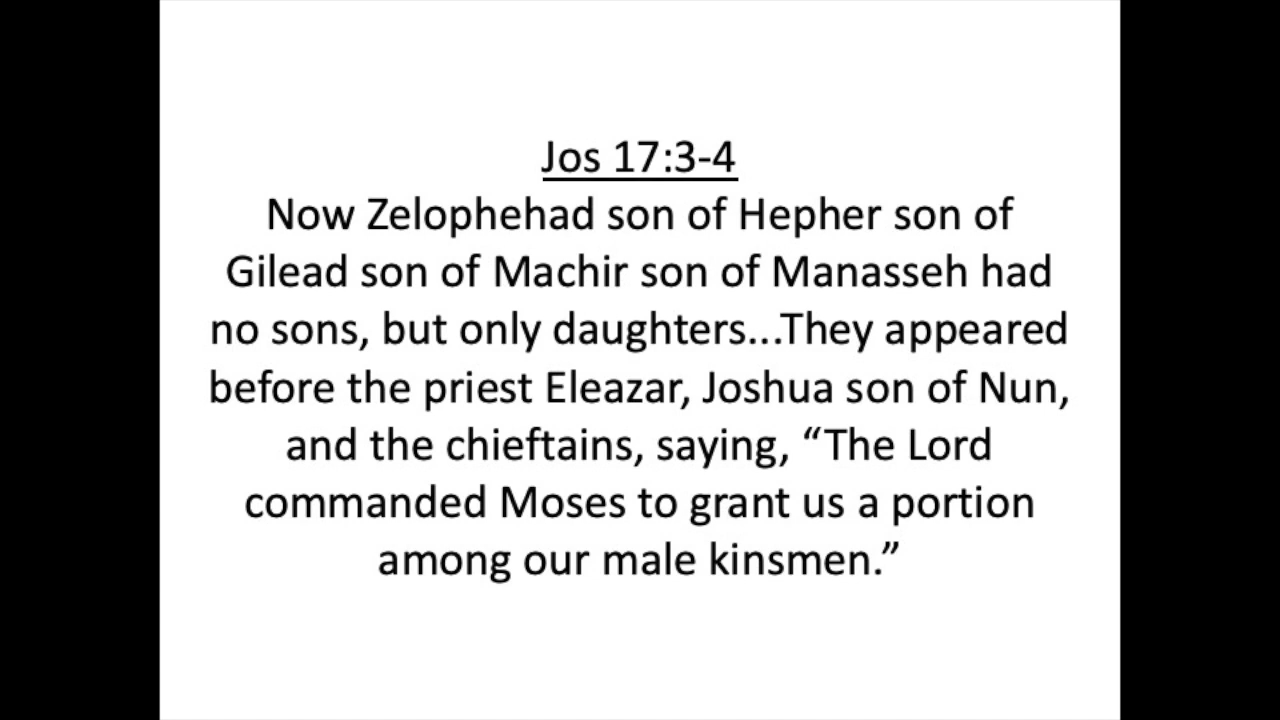 Jos 17:3-4
Now Zelophehad son of Hepher son of
Gilead son of Machir son of Manasseh had
no sons, but only daughters...They appeared
before the priest Eleazar, Joshua son of Nun,
and the chieftains, saying, “The Lord
commanded Moses to grant us a portion
among our male kinsmen.”